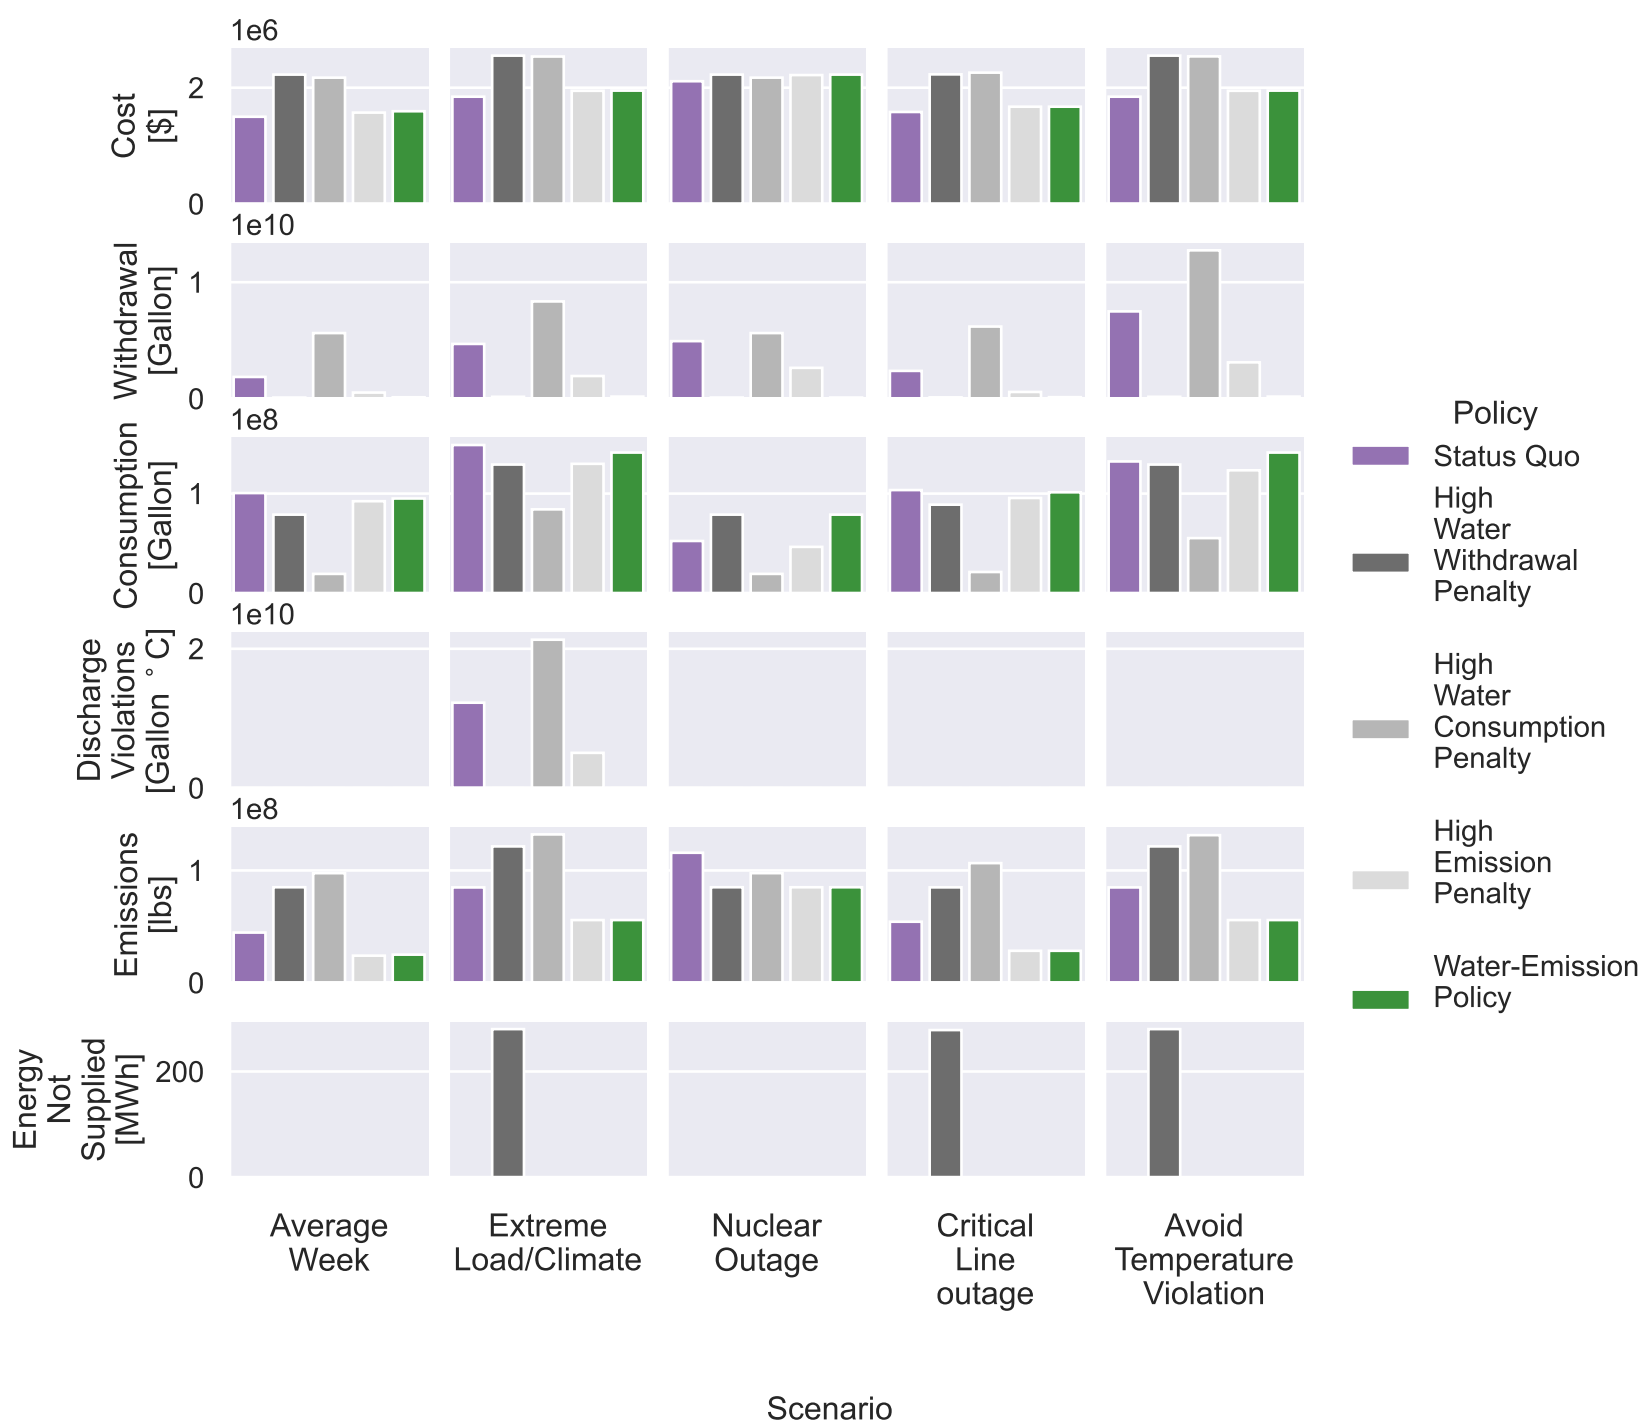 1e6
Cost
[$]
2
0
1e10
Withdrawal
[Gallon]
1
0
1e8
Consumption
[Gallon]
1
0
1e10
Discharge
Violations
[Gallon °C]
2
0
1e8
Emissions
[lbs]
1
0
Energy
Not
Supplied
[MWh]
200
0
Average
Week
Extreme
Load/Climate
Nuclear
Outage
Critical
Line
outage
Avoid
Temperature
Violation
Scenario
Policy
Status Quo
High
Water
Withdrawal
Penalty
High
Water
Consumption
Penalty
High
Emission
Penalty
Water-Emission
Policy